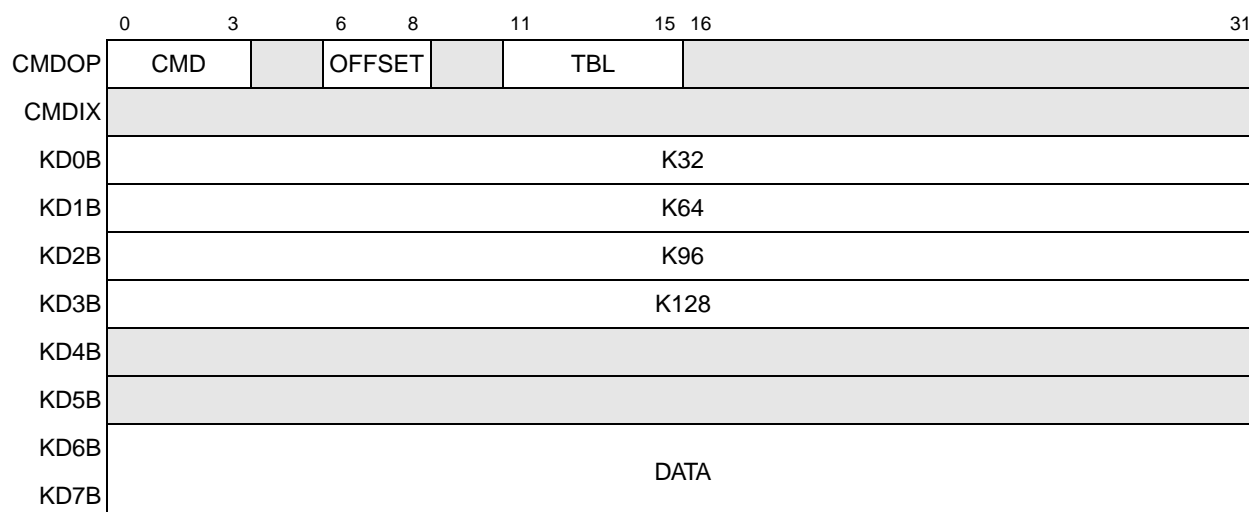 0 3 6 8 11 15 16 31
CMDOP CMD OFFSET TBL
CMDIX
KD0B K32
KD1B K64
KD2B K96
KD3B K128
KD4B
KD5B
KD6B
DATA
KD7B